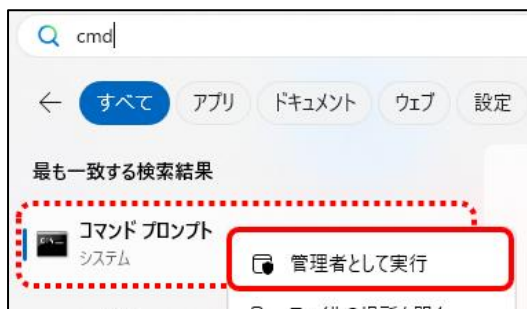 cmd
← すべて アプリ ドキュメント ウェブ 設定
最も一致する検索結果
コマンド プロンプト
システム
管理者として実行